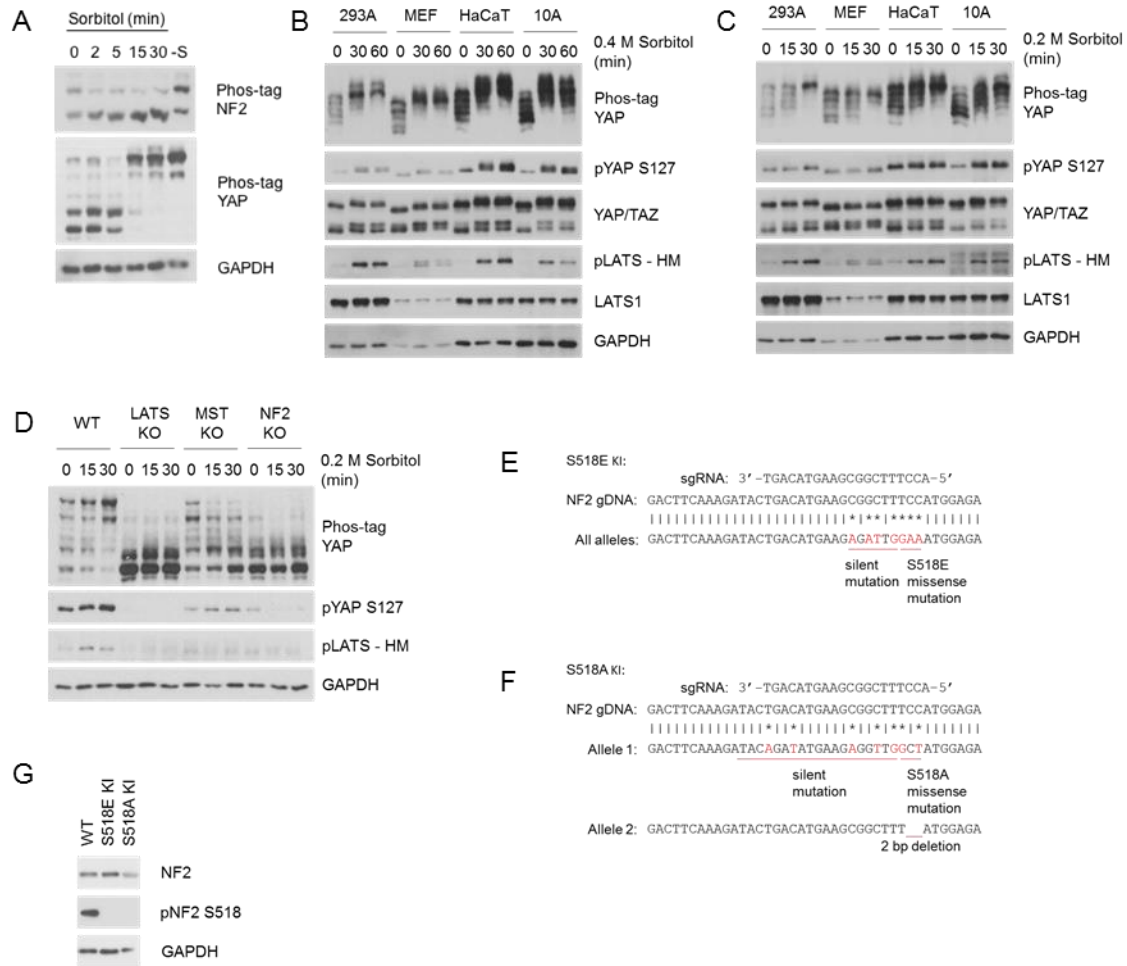 A
Sorbitol (min)
0 2 5 15 30 -S
Phos-tag
NF2
Phos-tag
YAP
GAPDH
B
293A MEF HaCaT 10A
0 30 60 0 30 60 0 30 60 0 30 60
0.4 M Sorbitol
(min)
Phos-tag
YAP
pYAP S127
YAP/TAZ
pLATS - HM
LATS1
GAPDH
C
293A MEF HaCaT 10A
0 15 30 0 15 30 0 15 30 0 15 30
0.2 M Sorbitol
(min)
Phos-tag
YAP
pYAP S127
YAP/TAZ
pLATS - HM
LATS1
GAPDH
D
WT LATS KO MST KO NF2 KO
0 15 30 0 15 30 0 15 30 0 15 30
0.2 M Sorbitol
(min)
Phos-tag
YAP
pYAP S127
pLATS - HM
GAPDH
E
S518E KI:
sgRNA: 3’-TGACATGAAGCGGCTTTCCA-5’
NF2 gDNA: GACTTCAAAGATACTGACATGAAGCGGCTTTCCATGGAGA
||||||||||||||||||||||||*|**|****|||||||
All alleles: GACTTCAAAGATACTGACATGAAGAGATTGGAAATGGAGA
silent
mutation
S518E
missense
mutation
F
S518A KI:
sgRNA: 3’-TGACATGAAGCGGCTTTCCA-5’
NF2 gDNA: GACTTCAAAGATACTGACATGAAGCGGCTTTCCATGGAGA
||||||||||||||*||*||||||*||*|**|*|||||||
Allele 1: GACTTCAAAGATACAGATATGAAGAGGTTGGCTATGGAGA
silent
mutation
S518A
missense
mutation
Allele 2: GACTTCAAAGATACTGACATGAAGCGGCTTT__ATGGAGA
2 bp deletion
G
WT
S518E KI
S518A KI
NF2
pNF2 S518
GAPDH